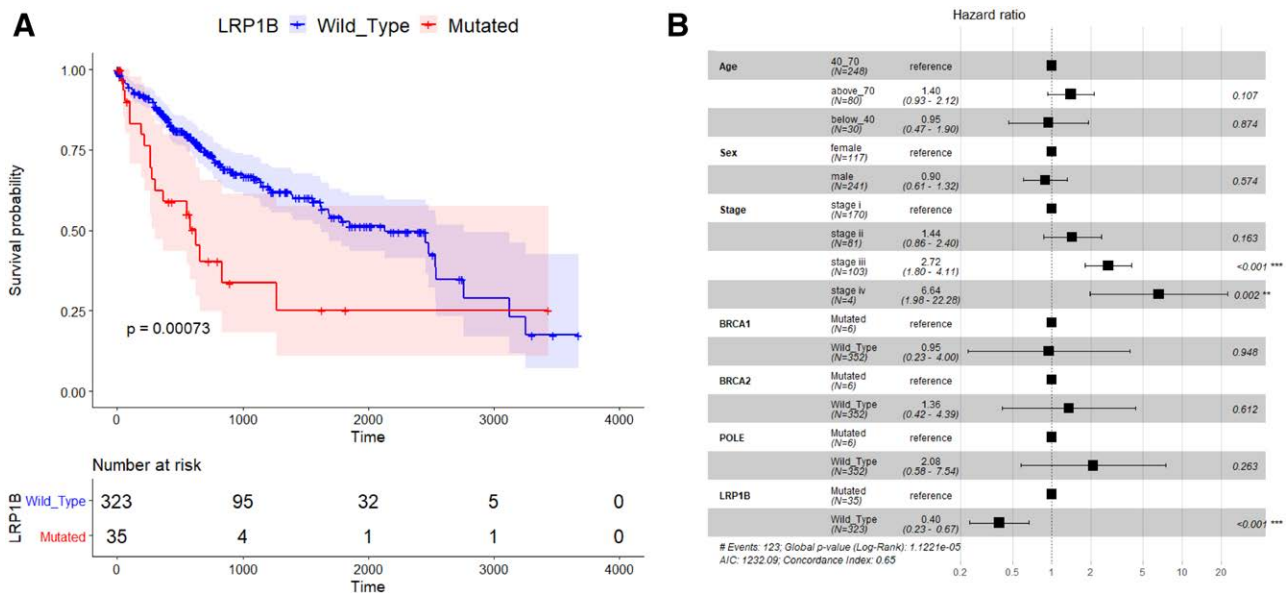 A
LRP1B Wild_Type Mutated
Survival probability
1.00
0.75
0.50
0.25
0.00
p = 0.00073
0 1000 2000 3000 4000
Time
Number at risk
LRP1B
Wild_Type 323 95 32 5 0
Mutated 35 4 1 1 0
0 1000 2000 3000 4000
Time
B
Hazard ratio
Age 40_70 reference
(N=248)
above_70 1.40 0.107
(N=80) (0.93 - 2.12)
below_40 0.95 0.874
(N=30) (0.47 - 1.90)
Sex female reference
(N=117)
male 0.90 0.574
(N=241) (0.61 - 1.32)
Stage stage i reference
(N=170)
stage ii 1.44 0.163
(N=81) (0.86 - 2.40)
stage iii 2.72 <0.001 ***
(N=103) (1.80 - 4.11)
stage iv 6.64 0.002 **
(N=4) (1.98 - 22.28)
BRCA1 Mutated reference
(N=6)
Wild_Type 0.95 0.948
(N=352) (0.23 - 4.00)
BRCA2 Mutated reference
(N=6)
Wild_Type 1.36 0.612
(N=352) (0.42 - 4.39)
POLE Mutated reference
(N=6)
Wild_Type 2.08 0.263
(N=352) (0.58 - 7.54)
LRP1B Mutated reference
(N=35)
Wild_Type 0.40 <0.001 ***
(N=323) (0.23 - 0.67)
# Events: 123; Global p-value (Log-Rank): 1.1221e-05
AIC: 1232.09; Concordance Index: 0.65
0.2 0.5 1 2 5 10 20